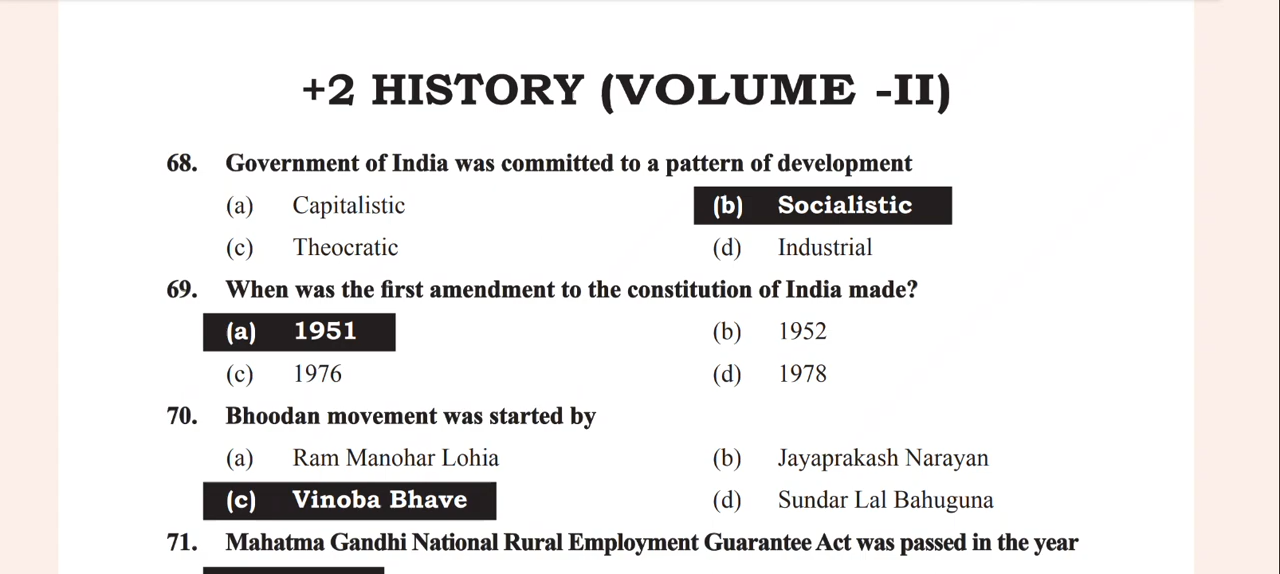 +2 HISTORY (VOLUME -II)
68. Government of India was committed to a pattern of development
(a) Capitalistic (b) Socialistic
(c) Theocratic (d) Industrial
69. When was the first amendment to the constitution of India made?
(a) 1951 (b) 1952
(c) 1976 (d) 1978
70. Bhoodan movement was started by
(a) Ram Manohar Lohia (b) Jayaprakash Narayan
(c) Vinoba Bhave (d) Sundar Lal Bahuguna
71. Mahatma Gandhi National Rural Employment Guarantee Act was passed in the year